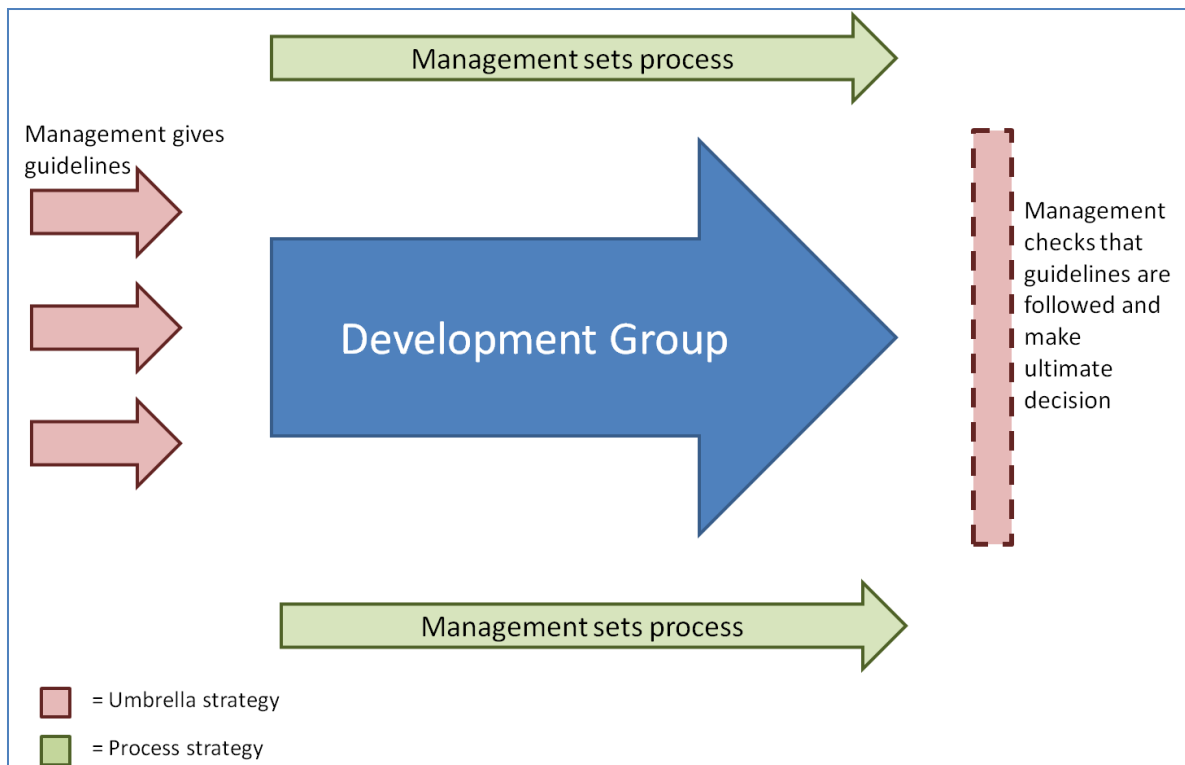 Management sets process
Management gives
guidelines
Development Group
Management
checks that
guidelines are
followed and
make
ultimate
decision
Management sets process
= Umbrella strategy
= Process strategy